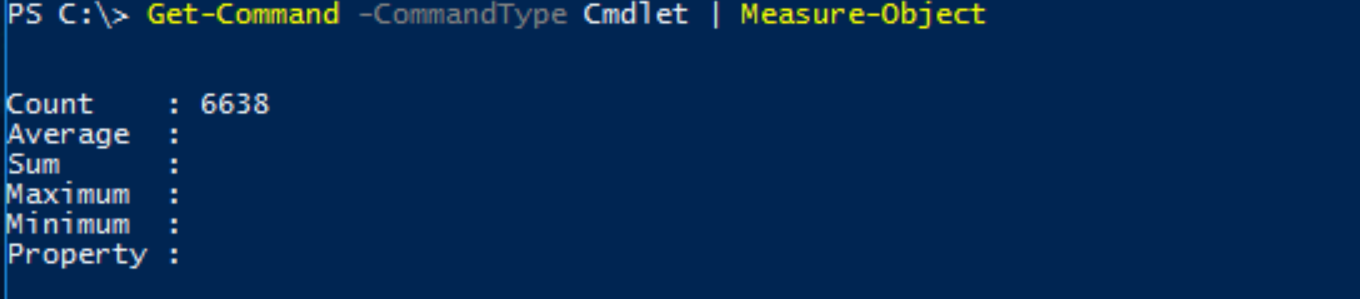 PS C:\> Get-Command -CommandType Cmdlet | Measure-Object
Count    : 6638
Average  :
Sum      :
Maximum  :
Minimum  :
Property :